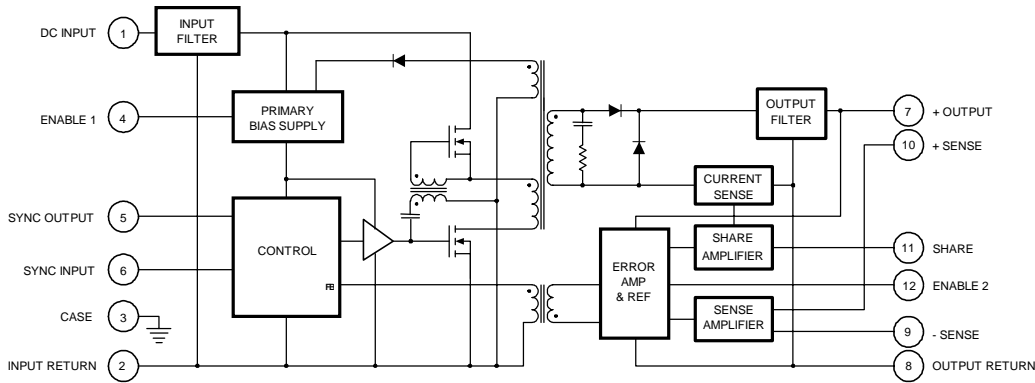 DC INPUT
1
INPUT
FILTER
ENABLE 1
4
PRIMARY
BIAS SUPPLY
SYNC OUTPUT
5
SYNC INPUT
6
CONTROL
FB
CASE
3
INPUT RETURN
2
OUTPUT
FILTER
7
+ OUTPUT
10
+ SENSE
CURRENT
SENSE
SHARE
AMPLIFIER
11
SHARE
ERROR
AMP
& REF
12
ENABLE 2
SENSE
AMPLIFIER
9
- SENSE
8
OUTPUT RETURN